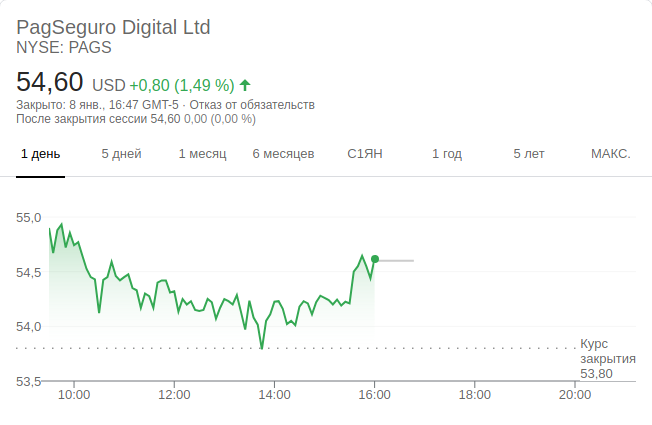 PagSeguro Digital Ltd
NYSE: PAGS
54,60 USD +0,80 (1,49 %)
Закрыто: 8 янв., 16:47 GMT-5 · Отказ от обязательств
После закрытия сессии 54,60 0,00 (0,00 %)
1 день 5 дней 1 месяц 6 месяцев С1ЯН 1 год 5 лет МАКС.
55,0
54,5
54,0
Курс
закрытия
53,80
53,5
10:00 12:00 14:00 16:00 18:00 20:00